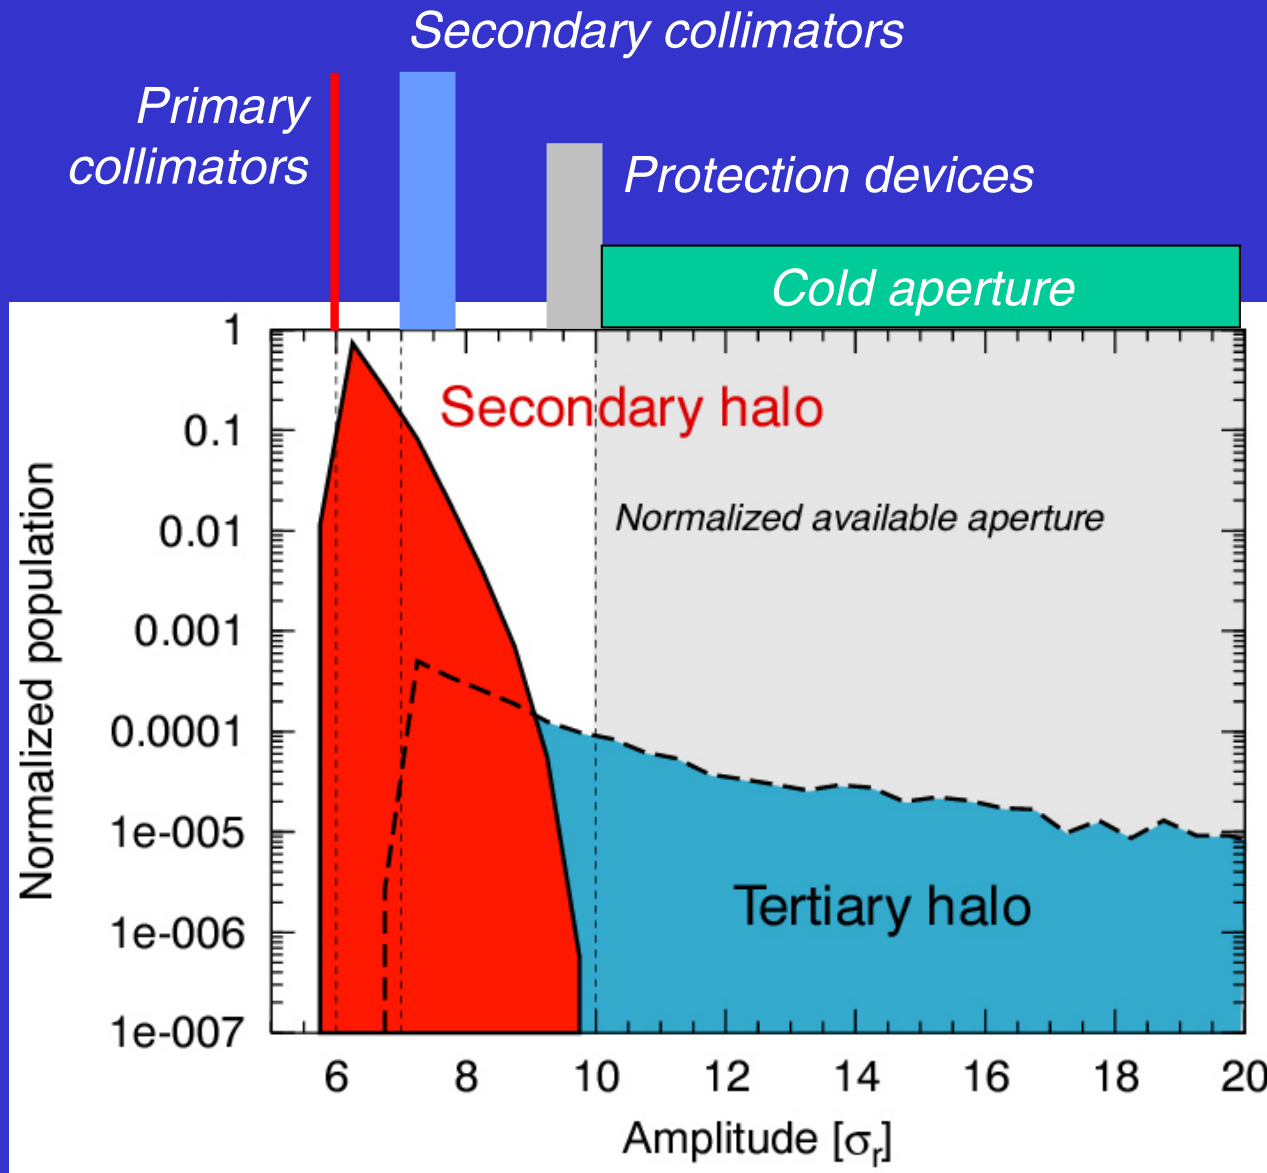 Secondary collimators
Primary
collimators
Protection devices
Cold aperture
1
0.1
0.01
0.001
0.0001
1e-005
1e-006
1e-007
Normalized population
Secondary halo
Normalized available aperture
Tertiary halo
6 8 10 12 14 16 18 20
Amplitude [σr]